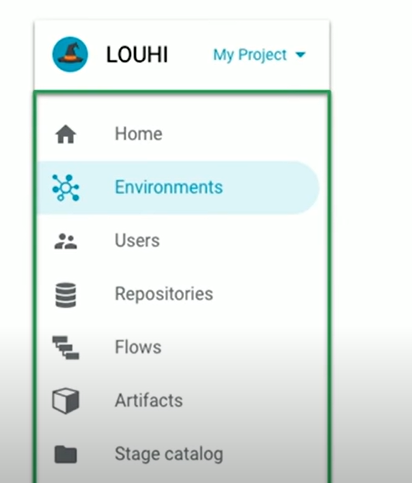 LOUHI My Project
Home
Environments
Users
Repositories
Flows
Artifacts
Stage catalog